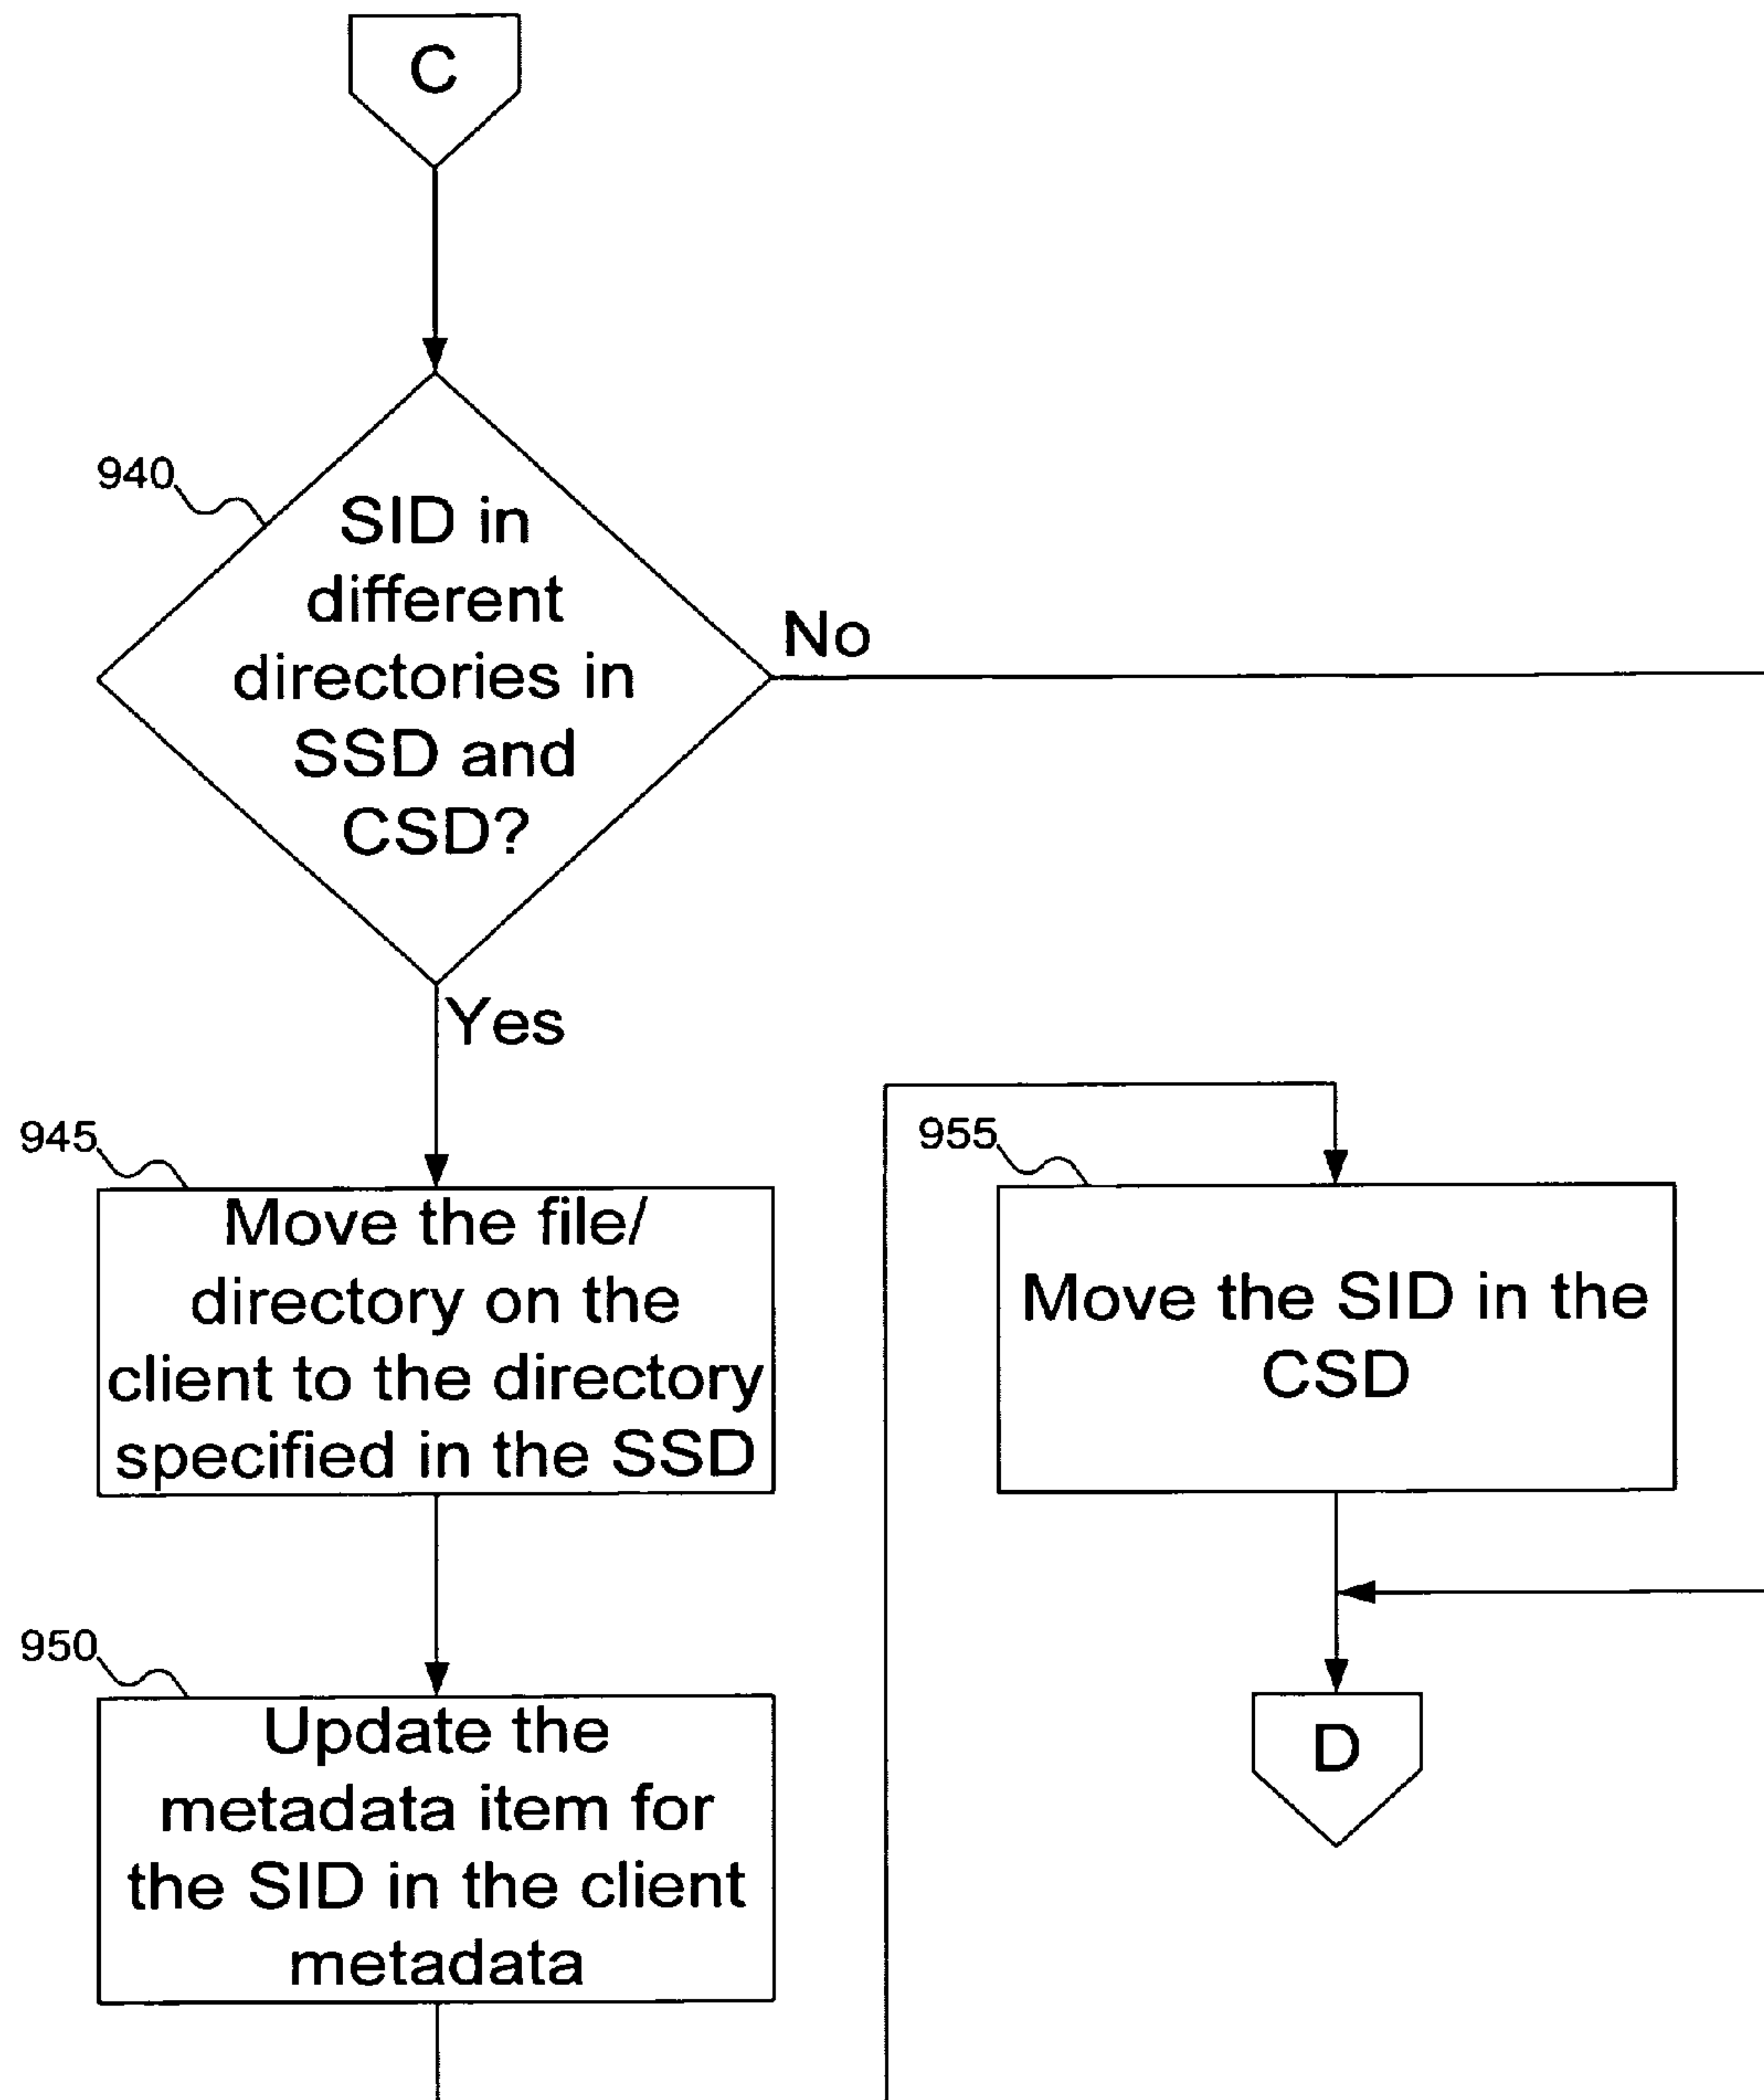 C
940
SID in
different
directories in
SSD and
CSD?
No
Yes
945
Move the file/
directory on the
client to the directory
specified in the SSD
950
Update the
metadata item for
the SID in the client
metadata
955
Move the SID in the
CSD
D